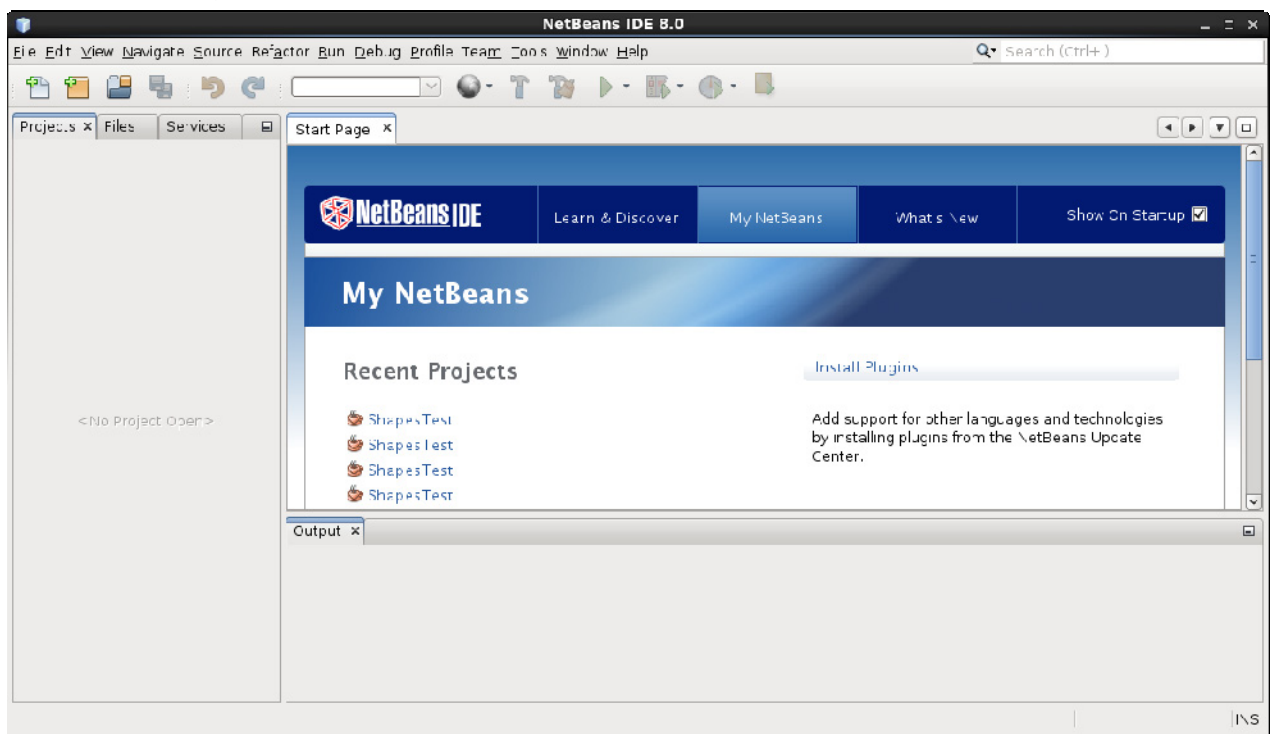 NetBeans IDE 8.0
File Edit View Navigate Source Refactor Run Debug Profile Team Tools Window Help
Search (Ctrl+I)
Projects Files Services
Start Page
NetBeans IDE
Learn & Discover
My NetBeans
What's New
Show On Startup
My NetBeans
Recent Projects
Install Plugins
ShapesTest
ShapesTest
ShapesTest
ShapesTest
Add support for other languages and technologies
by installing plugins from the NetBeans Update
Center.
<No Project Open>
Output
INS